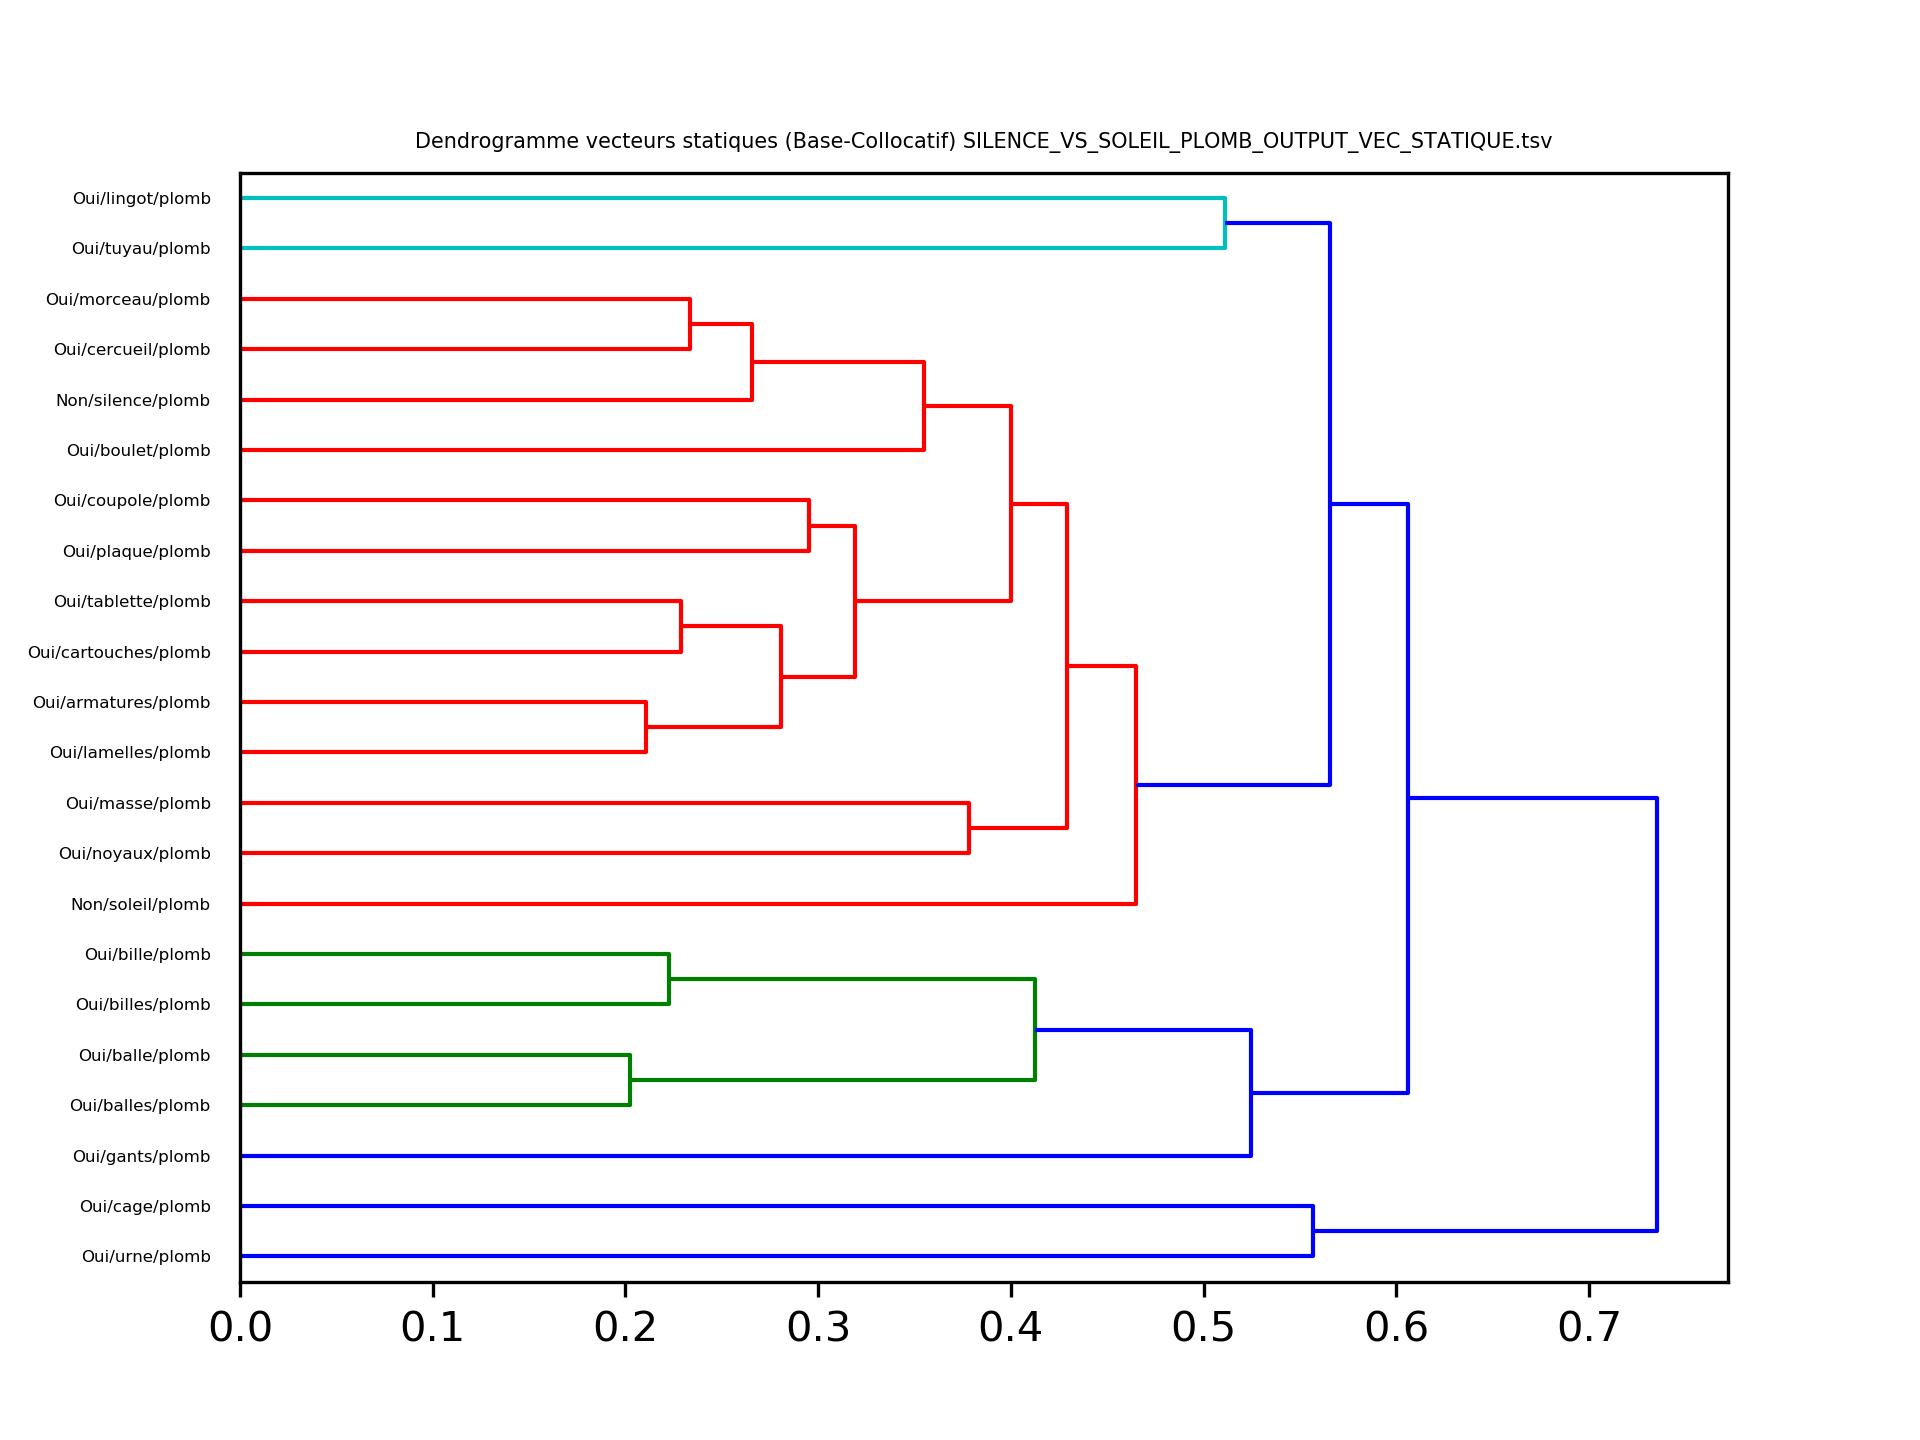 Dendrogramme vecteurs statiques (Base-Collocatif) SILENCE_VS_SOLEIL_PLOMB_OUTPUT_VEC_STATIQUE.tsv
Oui/lingot/plomb
Oui/tuyau/plomb
Oui/morceau/plomb
Oui/cercueil/plomb
Non/silence/plomb
Oui/boulet/plomb
Oui/coupole/plomb
Oui/plaque/plomb
Oui/tablette/plomb
Oui/cartouches/plomb
Oui/armatures/plomb
Oui/lamelles/plomb
Oui/masse/plomb
Oui/noyaux/plomb
Non/soleil/plomb
Oui/bille/plomb
Oui/billes/plomb
Oui/balle/plomb
Oui/balles/plomb
Oui/gants/plomb
Oui/cage/plomb
Oui/urne/plomb
0.0 0.1 0.2 0.3 0.4 0.5 0.6 0.7